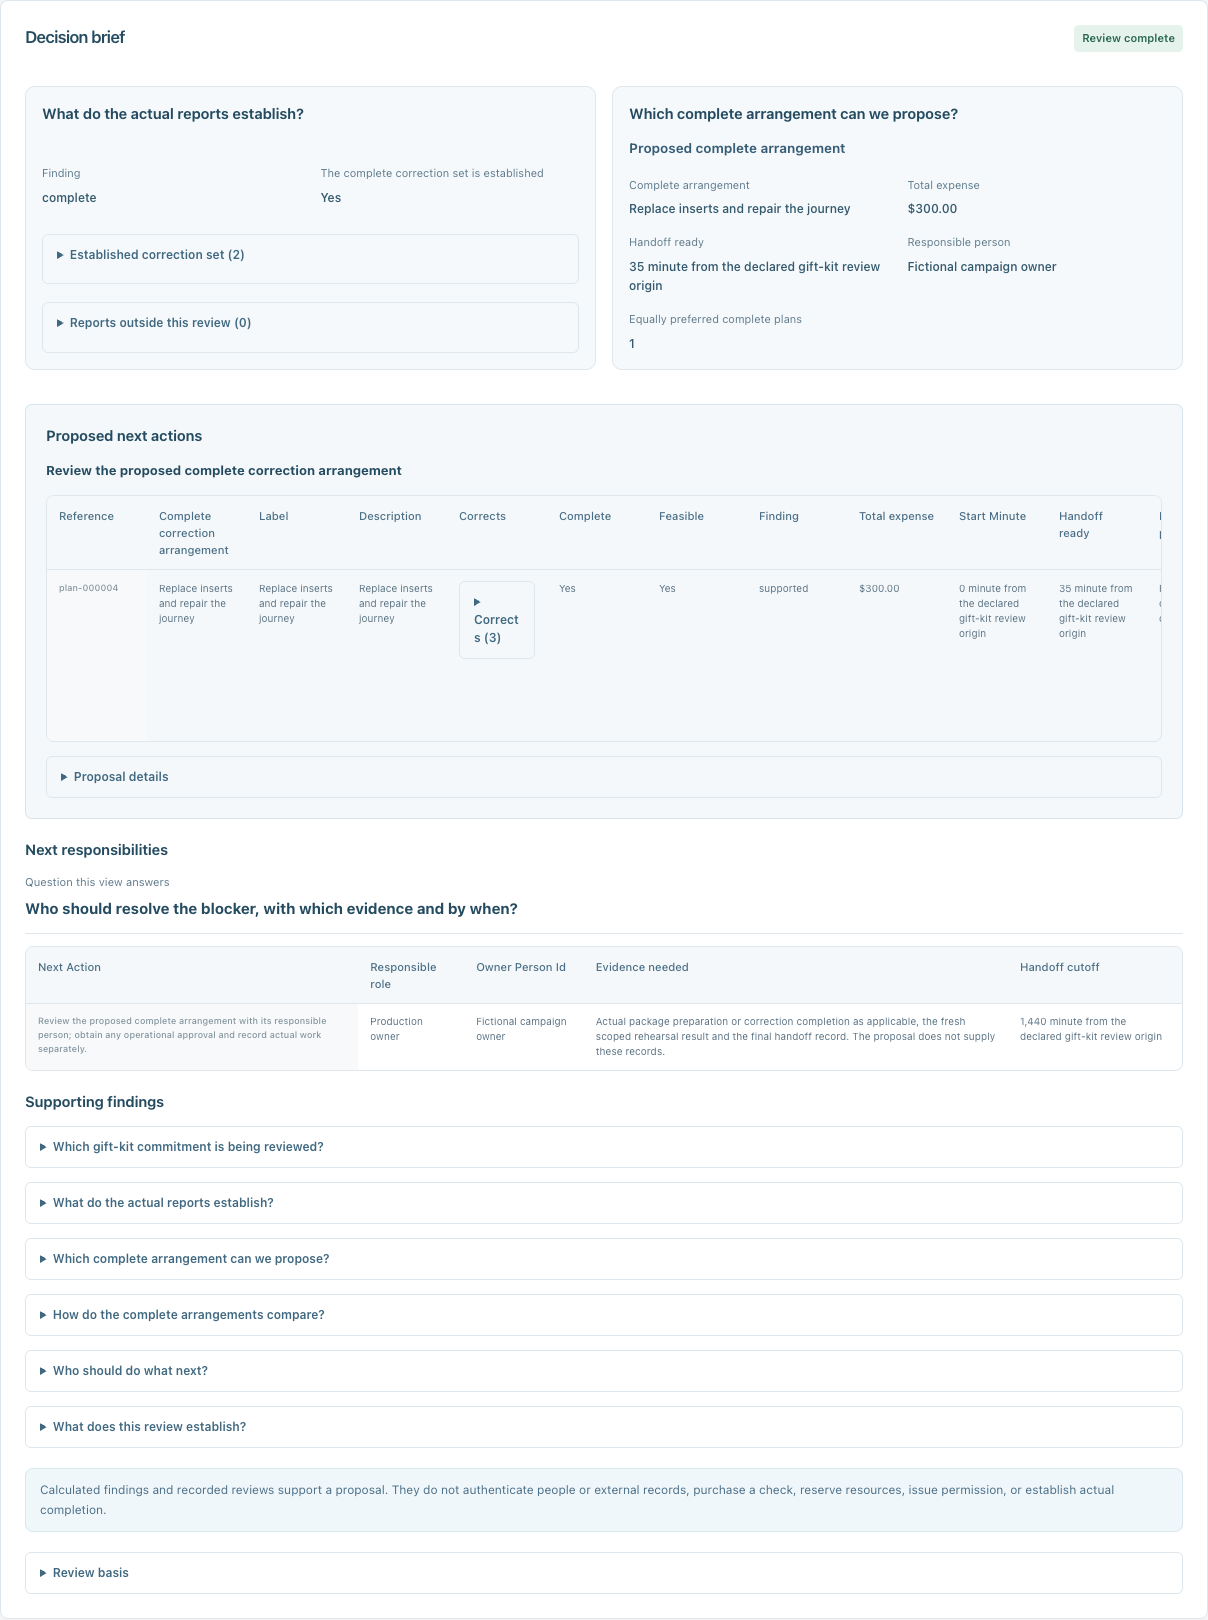 Decision brief
Review complete
What do the actual reports establish?
Finding
The complete correction set is established
complete
Yes
Established correction set (2)
Reports outside this review (0)
Which complete arrangement can we propose?
Proposed complete arrangement
Complete arrangement
Total expense
Replace inserts and repair the journey
$300.00
Handoff ready
Responsible person
35 minute from the declared gift-kit review
origin
Fictional campaign owner
Equally preferred complete plans
1
Proposed next actions
Review the proposed complete correction arrangement
Reference
Complete
correction
arrangement
Label
Description
Corrects
Complete
Feasible
Finding
Total expense
Start Minute
Handoff
ready
plan-000004
Replace inserts
and repair the
journey
Replace inserts
and repair the
journey
Replace inserts
and repair the
journey
Correct
s (3)
Yes
Yes
supported
$300.00
0 minute from
the declared
gift-kit review
origin
35 minute from
the declared
gift-kit review
origin
Proposal details
Next responsibilities
Question this view answers
Who should resolve the blocker, with which evidence and by when?
Next Action
Responsible
role
Owner Person Id
Evidence needed
Handoff cutoff
Review the proposed complete arrangement with its responsible
person; obtain any operational approval and record actual work
separately.
Production
owner
Fictional campaign
owner
Actual package preparation or correction completion as applicable, the fresh
scoped rehearsal result and the final handoff record. The proposal does not supply
these records.
1,440 minute from the
declared gift-kit review origin
Supporting findings
Which gift-kit commitment is being reviewed?
What do the actual reports establish?
Which complete arrangement can we propose?
How do the complete arrangements compare?
Who should do what next?
What does this review establish?
Calculated findings and recorded reviews support a proposal. They do not authenticate people or external records, purchase a check, reserve resources, issue permission, or establish actual
completion.
Review basis